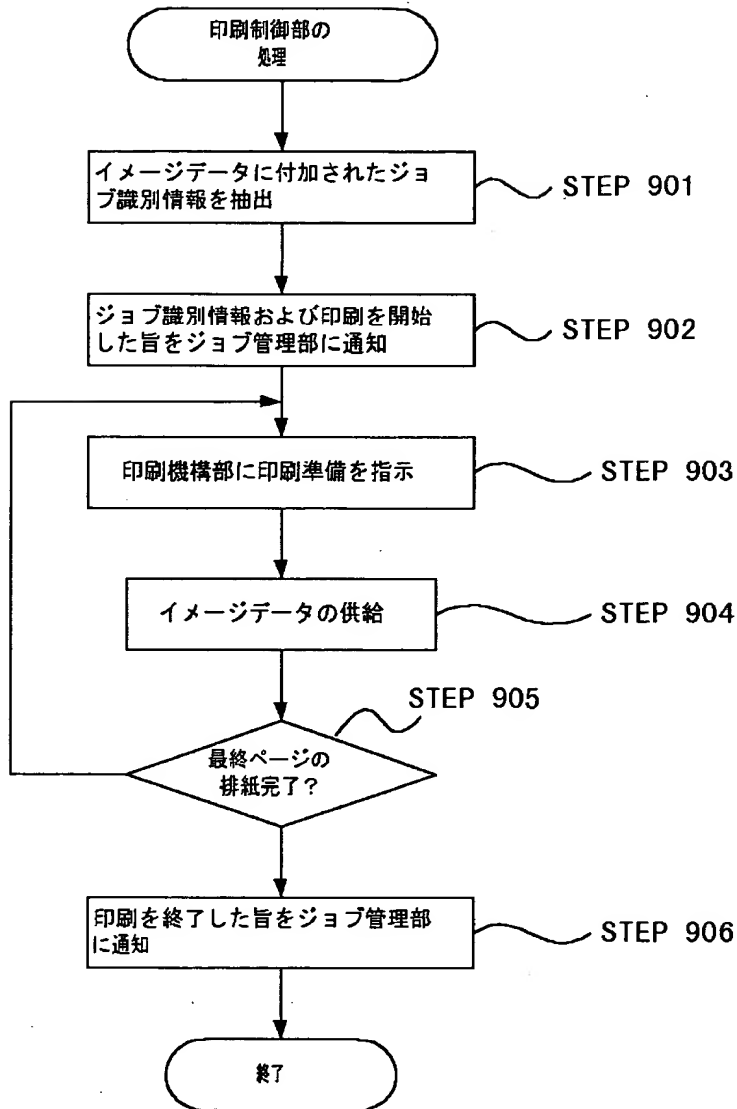 印刷制御部の
処理
イメージデータに付加されたジョ
ブ識別情報を抽出
STEP 901
ジョブ識別情報および印刷を開始
した旨をジョブ管理部に通知
STEP 902
印刷機構部に印刷準備を指示
STEP 903
イメージデータの供給
STEP 904
STEP 905
最終ページの
排紙完了?
印刷を終了した旨をジョブ管理部
に通知
STEP 906
終了